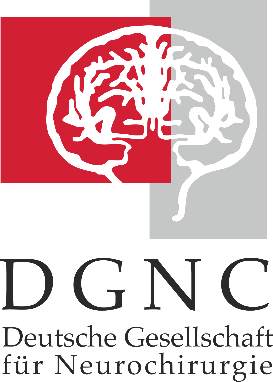 DGNC
Deutsche Gesellschaft
für Neurochirurgie